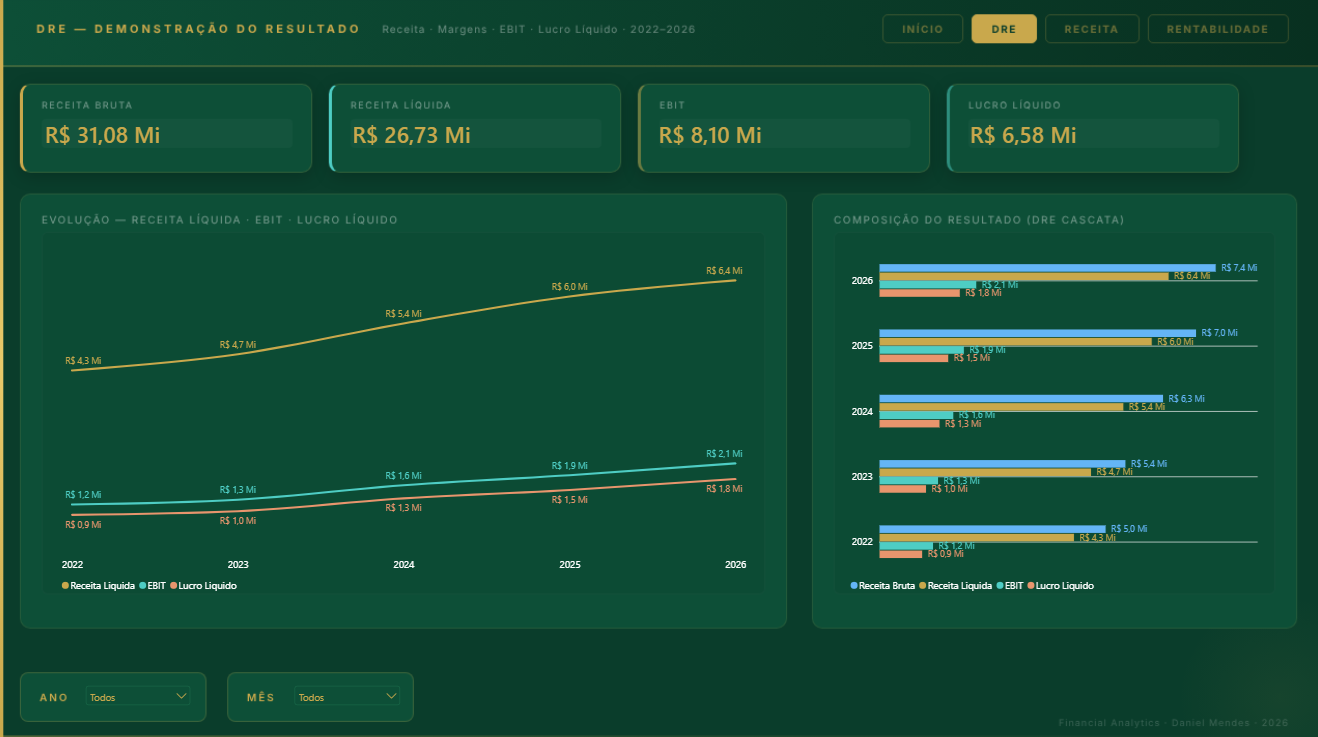 DRE — DEMONSTRAÇÃO DO RESULTADO
Receita · Margens · EBIT · Lucro Líquido · 2022–2026
INÍCIO
DRE
RECEITA
RENTABILIDADE
RECEITA BRUTA
R$ 31,08 Mi
RECEITA LÍQUIDA
R$ 26,73 Mi
EBIT
R$ 8,10 Mi
LUCRO LÍQUIDO
R$ 6,58 Mi
EVOLUÇÃO — RECEITA LÍQUIDA · EBIT · LUCRO LÍQUIDO
R$ 4,3 Mi
R$ 4,7 Mi
R$ 5,4 Mi
R$ 6,0 Mi
R$ 6,4 Mi
R$ 1,2 Mi
R$ 1,3 Mi
R$ 1,6 Mi
R$ 1,9 Mi
R$ 2,1 Mi
R$ 0,9 Mi
R$ 1,0 Mi
R$ 1,3 Mi
R$ 1,5 Mi
R$ 1,8 Mi
2022 2023 2024 2025 2026
Receita Liquida EBIT Lucro Liquido
COMPOSIÇÃO DO RESULTADO (DRE CASCATA)
2026
R$ 7,4 Mi
R$ 6,4 Mi
R$ 2,1 Mi
R$ 1,8 Mi
2025
R$ 7,0 Mi
R$ 6,0 Mi
R$ 1,9 Mi
R$ 1,5 Mi
2024
R$ 6,3 Mi
R$ 5,4 Mi
R$ 1,6 Mi
R$ 1,3 Mi
2023
R$ 5,4 Mi
R$ 4,7 Mi
R$ 1,3 Mi
R$ 1,0 Mi
2022
R$ 5,0 Mi
R$ 4,3 Mi
R$ 1,2 Mi
R$ 0,9 Mi
Receita Bruta Receita Liquida EBIT Lucro Liquido
ANO
Todos
MÊS
Todos
Financial Analytics · Daniel Mendes · 2026